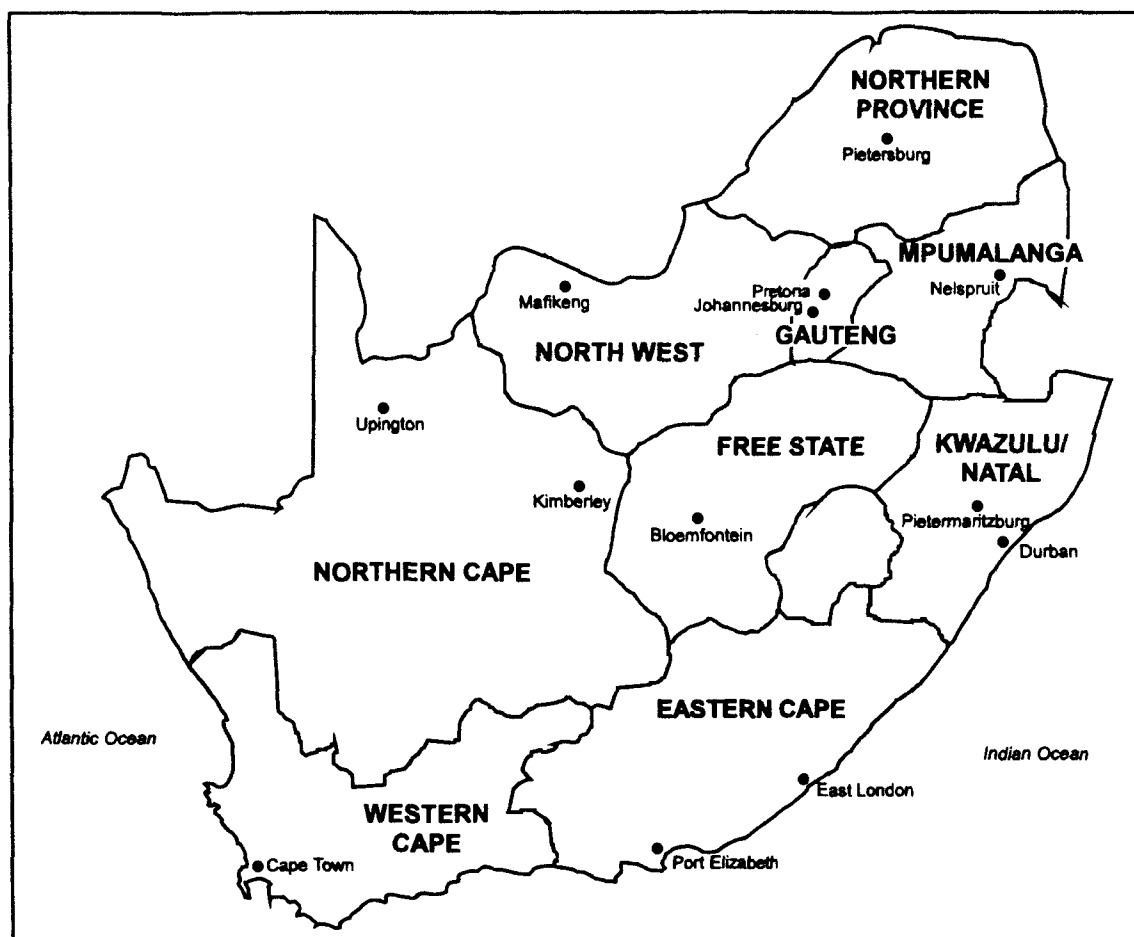 NORTHERN
PROVINCE
Pietersburg
MPUMALANGA
Nelspruit
Mafikeng
Pretona
Johannesburg
GAUTENG
NORTH WEST
Upington
FREE STATE
KWAZULU/
NATAL
Kimberley
Bloemfontein
Pietermaritzburg
Durban
NORTHERN CAPE
EASTERN CAPE
Atlantic Ocean
Indian Ocean
East London
WESTERN
CAPE
Cape Town
Port Elizabeth